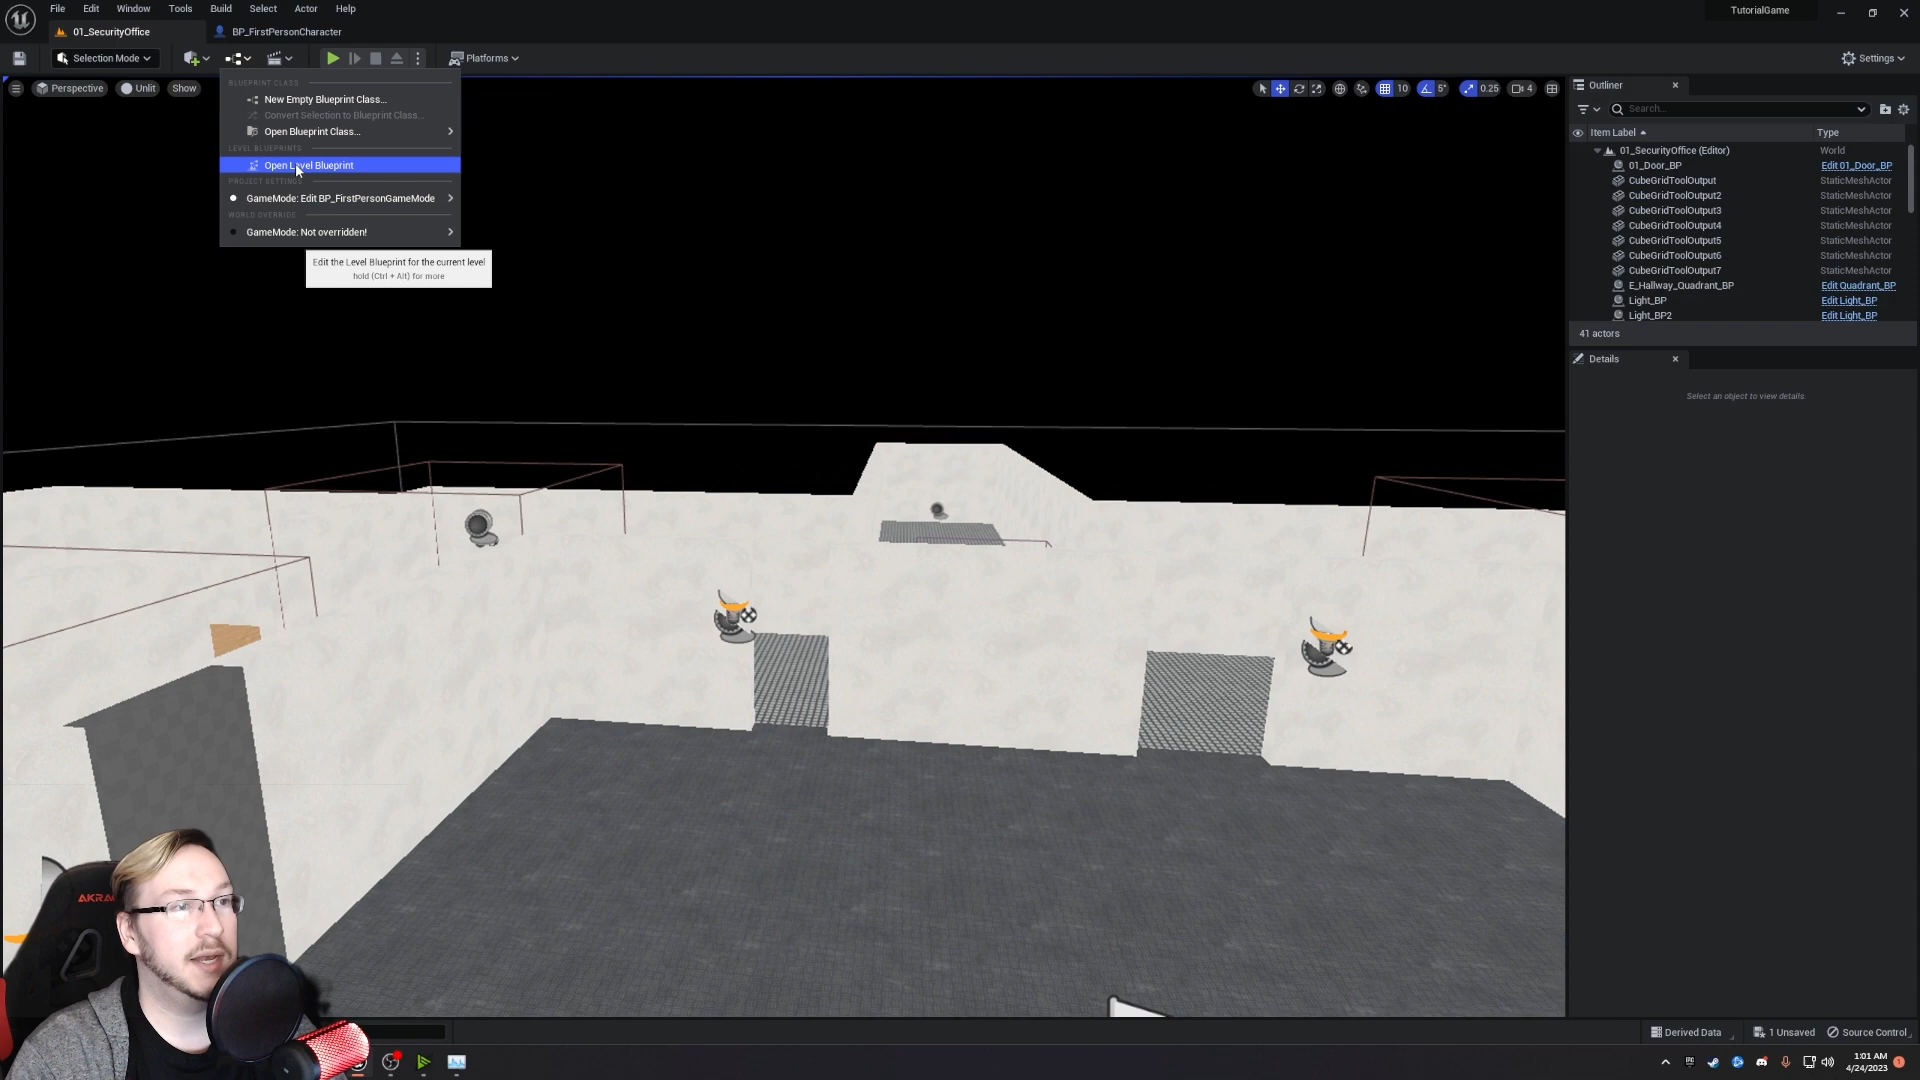 File Edit Window Tools Build Select Actor Help
TutorialGame
01_SecurityOffice
BP_FirstPersonCharacter
Selection Mode
Platforms
Settings
Perspective
Unlit
Show
10
5°
0.25
4
BLUEPRINT CLASS
New Empty Blueprint Class...
Convert Selection to Blueprint Class...
Open Blueprint Class...
LEVEL BLUEPRINTS
Open Level Blueprint
PROJECT SETTINGS
GameMode: Edit BP_FirstPersonGameMode
WORLD OVERRIDE
GameMode: Not overridden!
Edit the Level Blueprint for the current level
hold (Ctrl + Alt) for more
Outliner
Search...
Item Label Type
01_SecurityOffice (Editor) World
01_Door_BP Edit 01_Door_BP
CubeGridToolOutput StaticMeshActor
CubeGridToolOutput2 StaticMeshActor
CubeGridToolOutput3 StaticMeshActor
CubeGridToolOutput4 StaticMeshActor
CubeGridToolOutput5 StaticMeshActor
CubeGridToolOutput6 StaticMeshActor
CubeGridToolOutput7 StaticMeshActor
E_Hallway_Quadrant_BP Edit Quadrant_BP
Light_BP Edit Light_BP
Light_BP2 Edit Light_BP
41 actors
Details
Select an object to view details.
Derived Data
1 Unsaved
Source Control
1:01 AM
4/24/2023
1